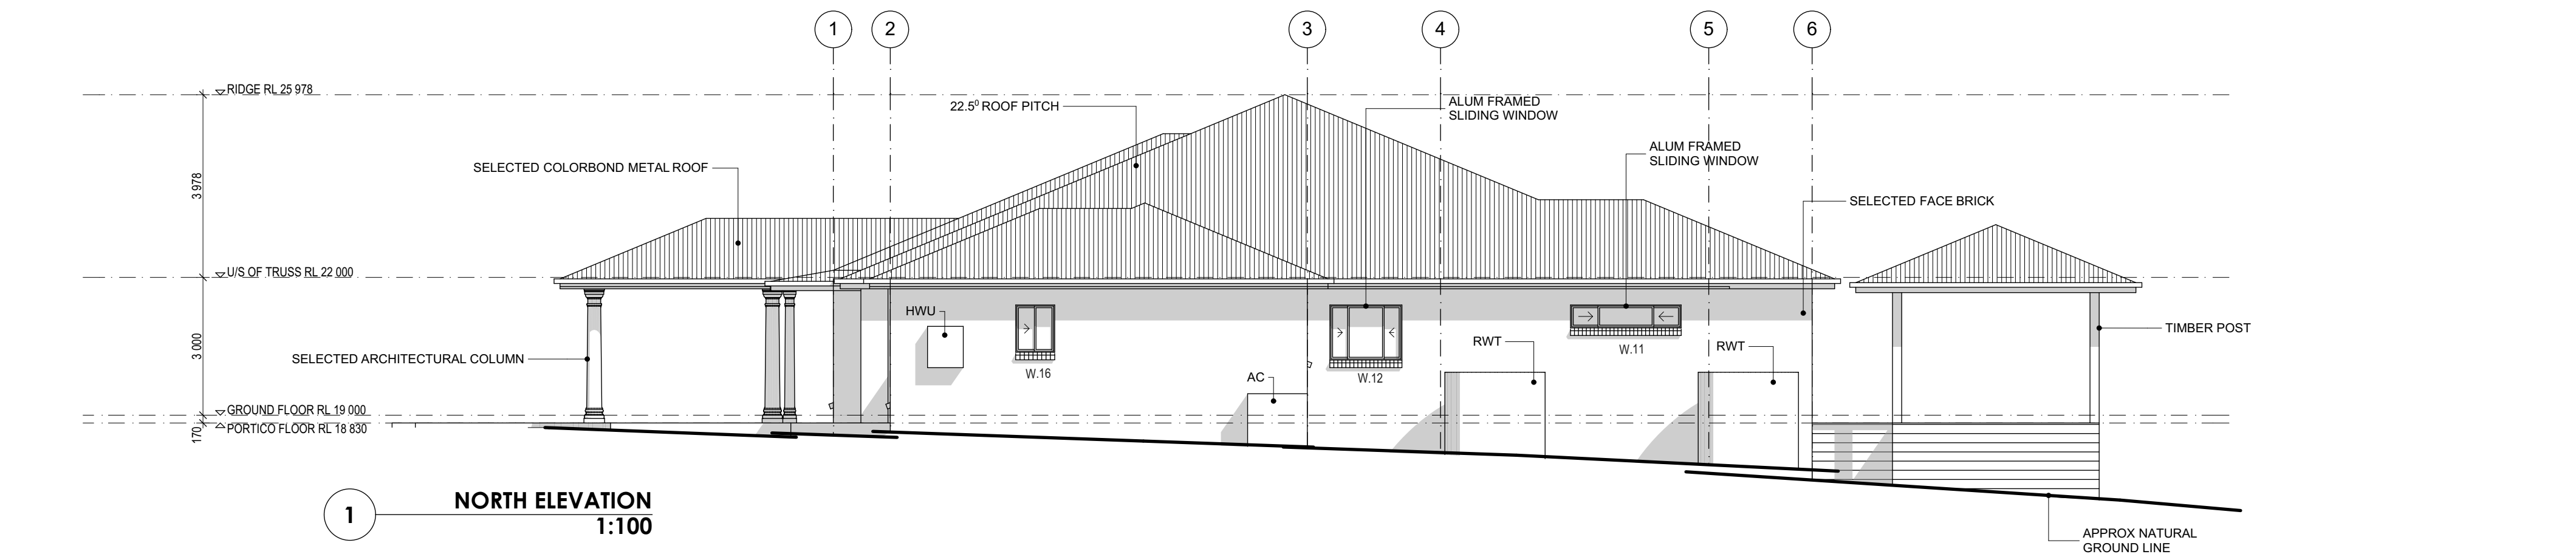 1
2
3
4
5
6
RIDGE RL 25 978
22.5⁰ ROOF PITCH
ALUM FRAMED
SLIDING WINDOW
ALUM FRAMED
SLIDING WINDOW
SELECTED COLORBOND METAL ROOF
3 978
SELECTED FACE BRICK
U/S OF TRUSS RL 22 000
HWU
TIMBER POST
3 000
RWT
RWT
W.11
SELECTED ARCHITECTURAL COLUMN
W.16
AC
W.12
GROUND FLOOR RL 19 000
PORTICO FLOOR RL 18 830
170
1
NORTH ELEVATION
1:100
APPROX NATURAL
GROUND LINE